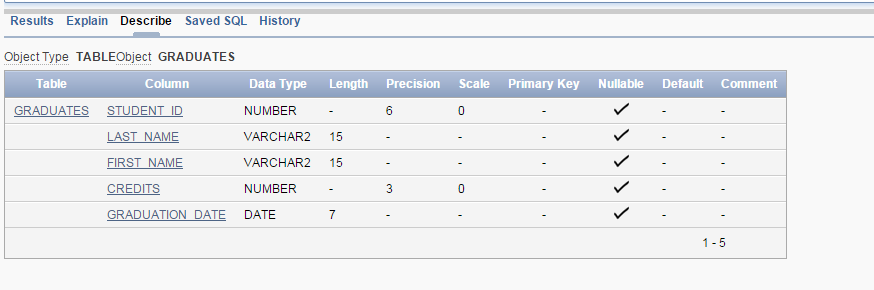 Results Explain Describe Saved SQL History
Object Type TABLEObject GRADUATES
Table Column Data Type Length Precision Scale Primary Key Nullable Default Comment
GRADUATES STUDENT_ID NUMBER - 6 0 - - -
LAST_NAME VARCHAR2 15 - - - - -
FIRST_NAME VARCHAR2 15 - - - - -
CREDITS NUMBER - 3 0 - - -
GRADUATION_DATE DATE 7 - - - - -
1 - 5